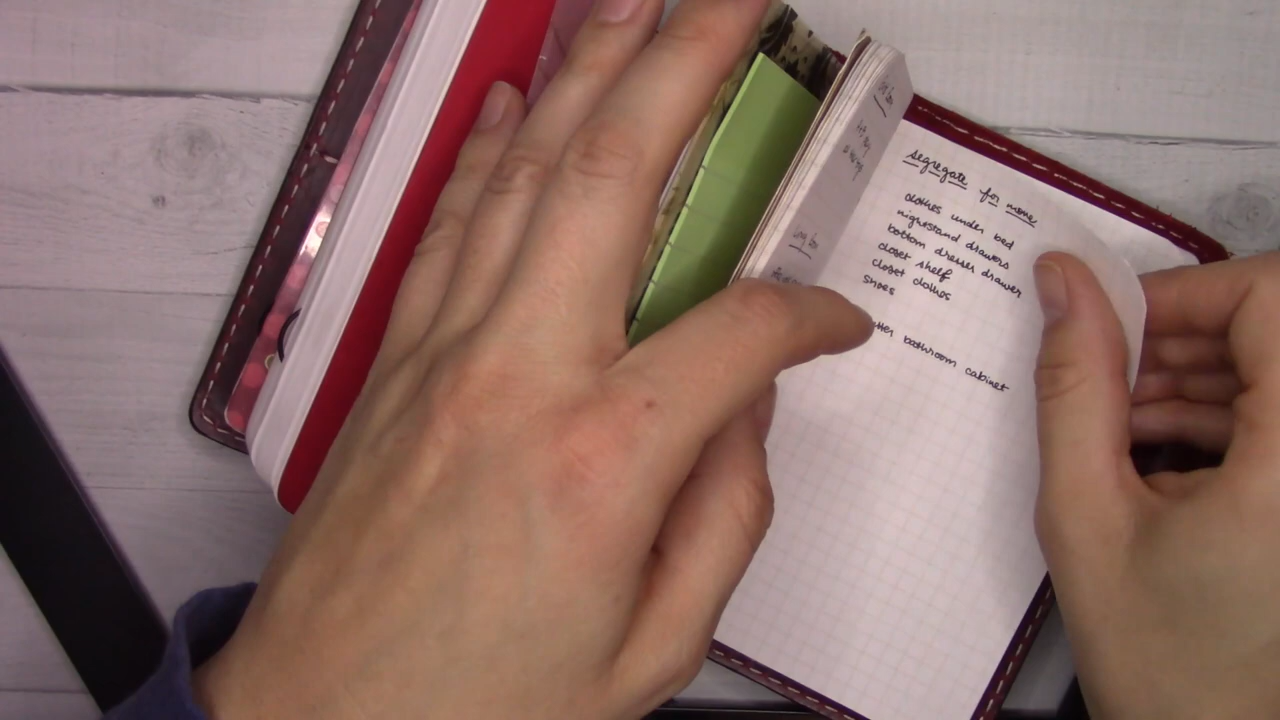 segregate for move
clothes under bed
nightstand drawers
bottom dresser drawer
closet shelf
closet clothes
shoes
bathroom cabinet